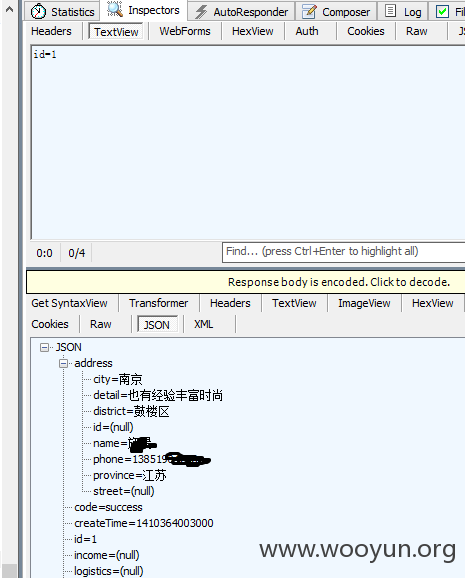 Statistics Inspectors AutoResponder Composer Log Fil
Headers TextView WebForms HexView Auth Cookies Raw JS
id=1
0:0 0/4 Find... (press Ctrl+Enter to highlight all)
Response body is encoded. Click to decode.
Get SyntaxView Transformer Headers TextView ImageView HexView
Cookies Raw JSON XML
JSON
address
city=南京
detail=也有经验丰富时尚
district=鼓楼区
id=(null)
name=
phone=138519
province=江苏
street=(null)
code=success
createTime=1410364003000
id=1
income=(null)
logistics=(null)
www.wooyun.org